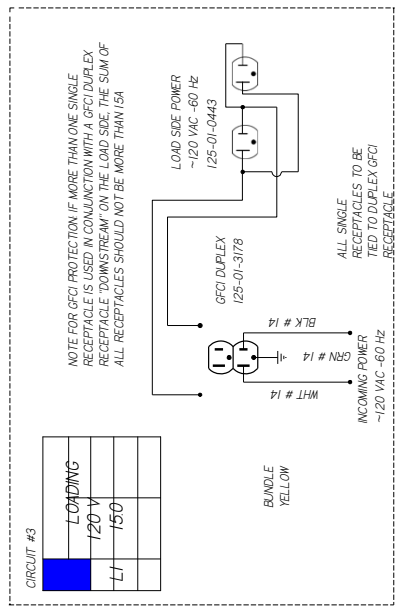 CIRCUIT #3
LOADING
120 V
L1 15.0
NOTE FOR GFCI PROTECTION: IF MORE THAN ONE SINGLE
RECEPTACLE IS USED IN CONJUNCTION WITH A GFCI DUPLEX
RECEPTACLE "DOWNSTREAM" ON THE LOAD SIDE, THE SUM OF
ALL RECEPTACLES SHOULD NOT BE MORE THAN 15A
LOAD SIDE POWER
~120 VAC -60 Hz
125-01-0443
GFCI DUPLEX
125-01-3178
BUNDLE
YELLOW
WHT # 14
GRN # 14
BLK # 14
INCOMING POWER
~120 VAC -60 Hz
ALL SINGLE
RECEPTACLES TO BE
TIED TO DUPLEX GFCI
RECEPTACLE